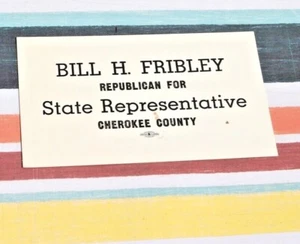 BILL H. FRIBLEY
REPUBLICAN FOR
State Representative
CHEROKEE COUNTY